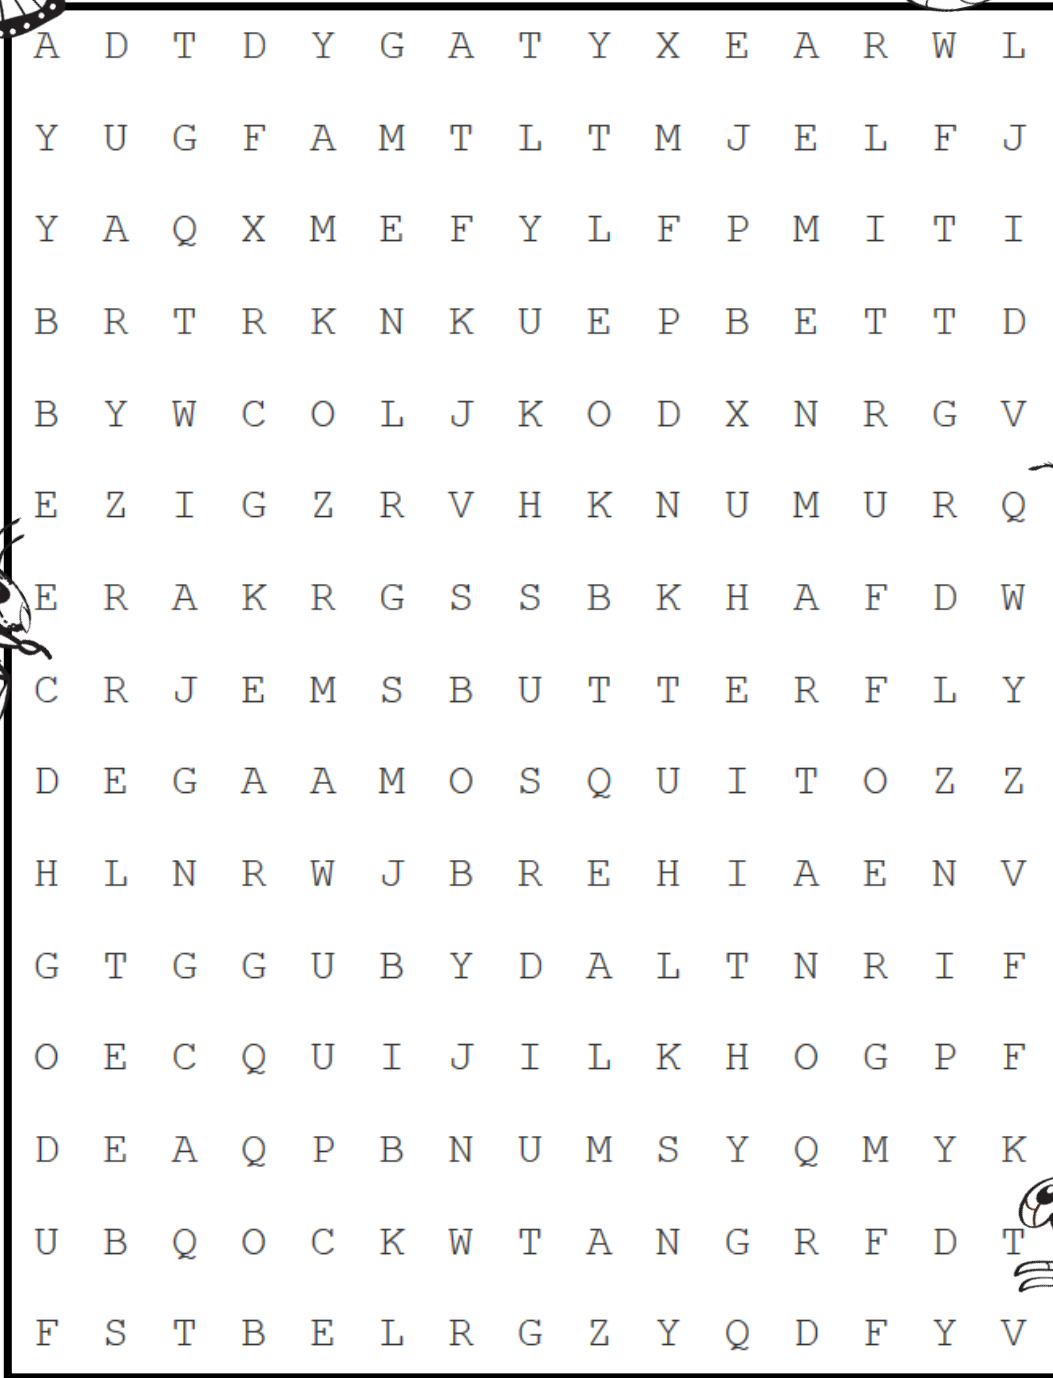 A D T D Y G A T Y X E A R W L
Y U G F A M T L T M J E L F J
Y A Q X M E F Y L F P M I T I
B R T R K N K U E P B E T T D
B Y W C O L J K O D X N R G V
E Z I G Z R V H K N U M U R Q
E R A K R G S S B K H A F D W
C R J E M S B U T T E R F L Y
D E G A A M O S Q U I T O Z Z
H L N R W J B R E H I A E N V
G T G G U B Y D A L T N R I F
O E C Q U I J I L K H O G P F
D E A Q P B N U M S Y Q M Y K
U B Q O C K W T A N G R F D T
F S T B E L R G Z Y Q D F Y V